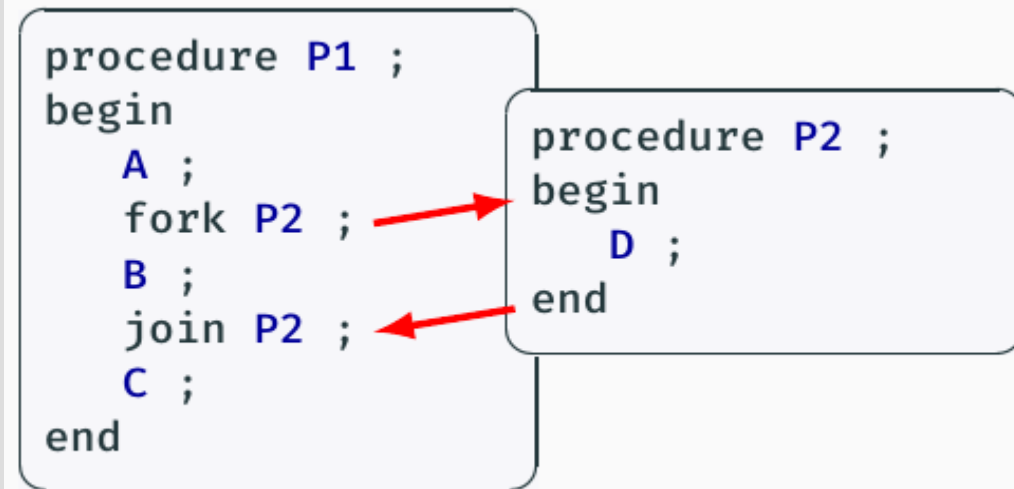 procedure P1 ;
begin
A ;
fork P2 ;
B ;
join P2 ;
C ;
end
procedure P2 ;
begin
D ;
end